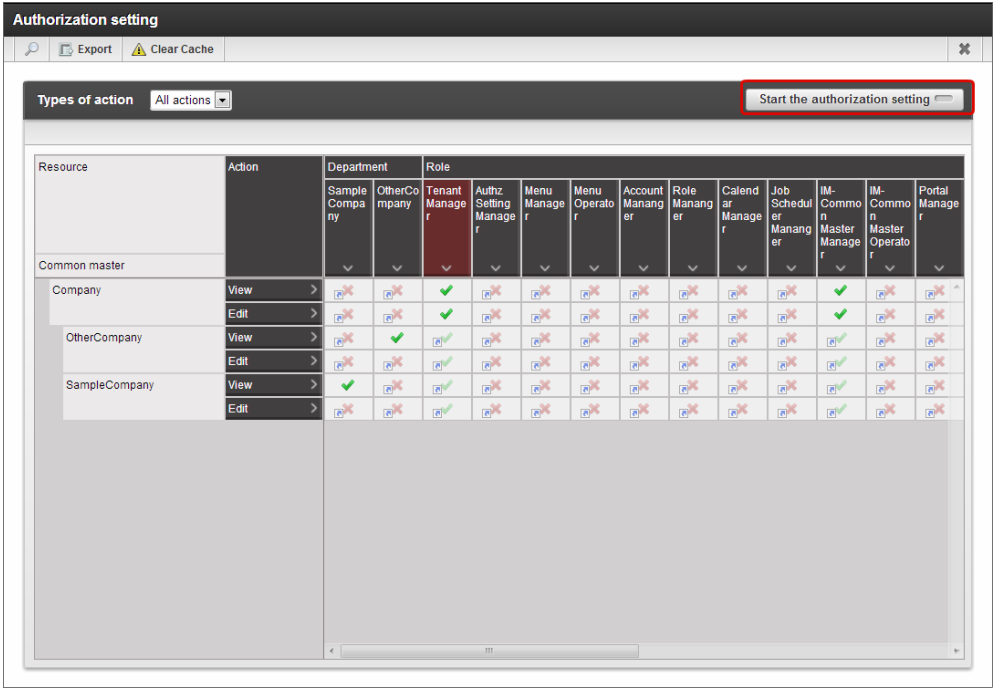 Authorization setting
Export Clear Cache
Types of action All actions Start the authorization setting
Resource Action Department Role
Sample Compa ny
OtherCo mpany
Tenant Manage r
Authz Setting Manage r
Menu Manage r
Menu Operato r
Account Manang er
Role Manang er
Calend ar Manage r
Job Schedul er Manang er
IM- Commo n Master Manage r
IM- Commo n Master Operato r
Portal Manage r
Common master
Company View
Edit
OtherCompany View
Edit
SampleCompany View
Edit